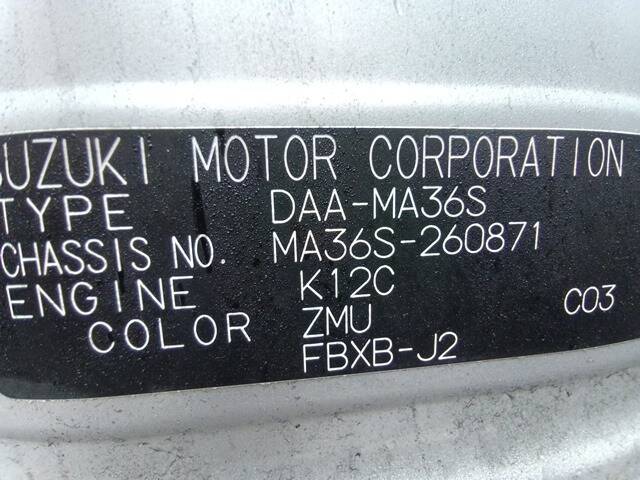 SUZUKI MOTOR CORPORATION
TYPE DAA-MA36S
CHASSIS NO. MA36S-260871
ENGINE K12C
COLOR ZMU C03
FBXB-J2